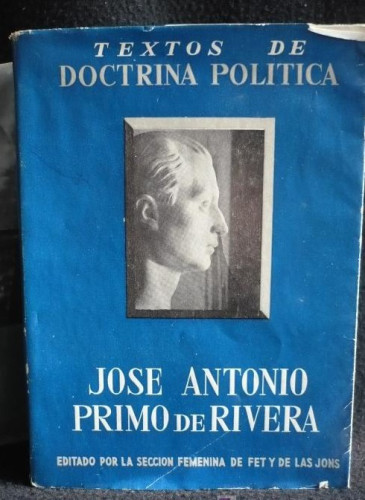 TEXTOS DE
DOCTRINA POLITICA
JOSE ANTONIO
PRIMO DE RIVERA
EDITADO POR LA SECCION FEMENINA DE FET Y DE LAS JONS